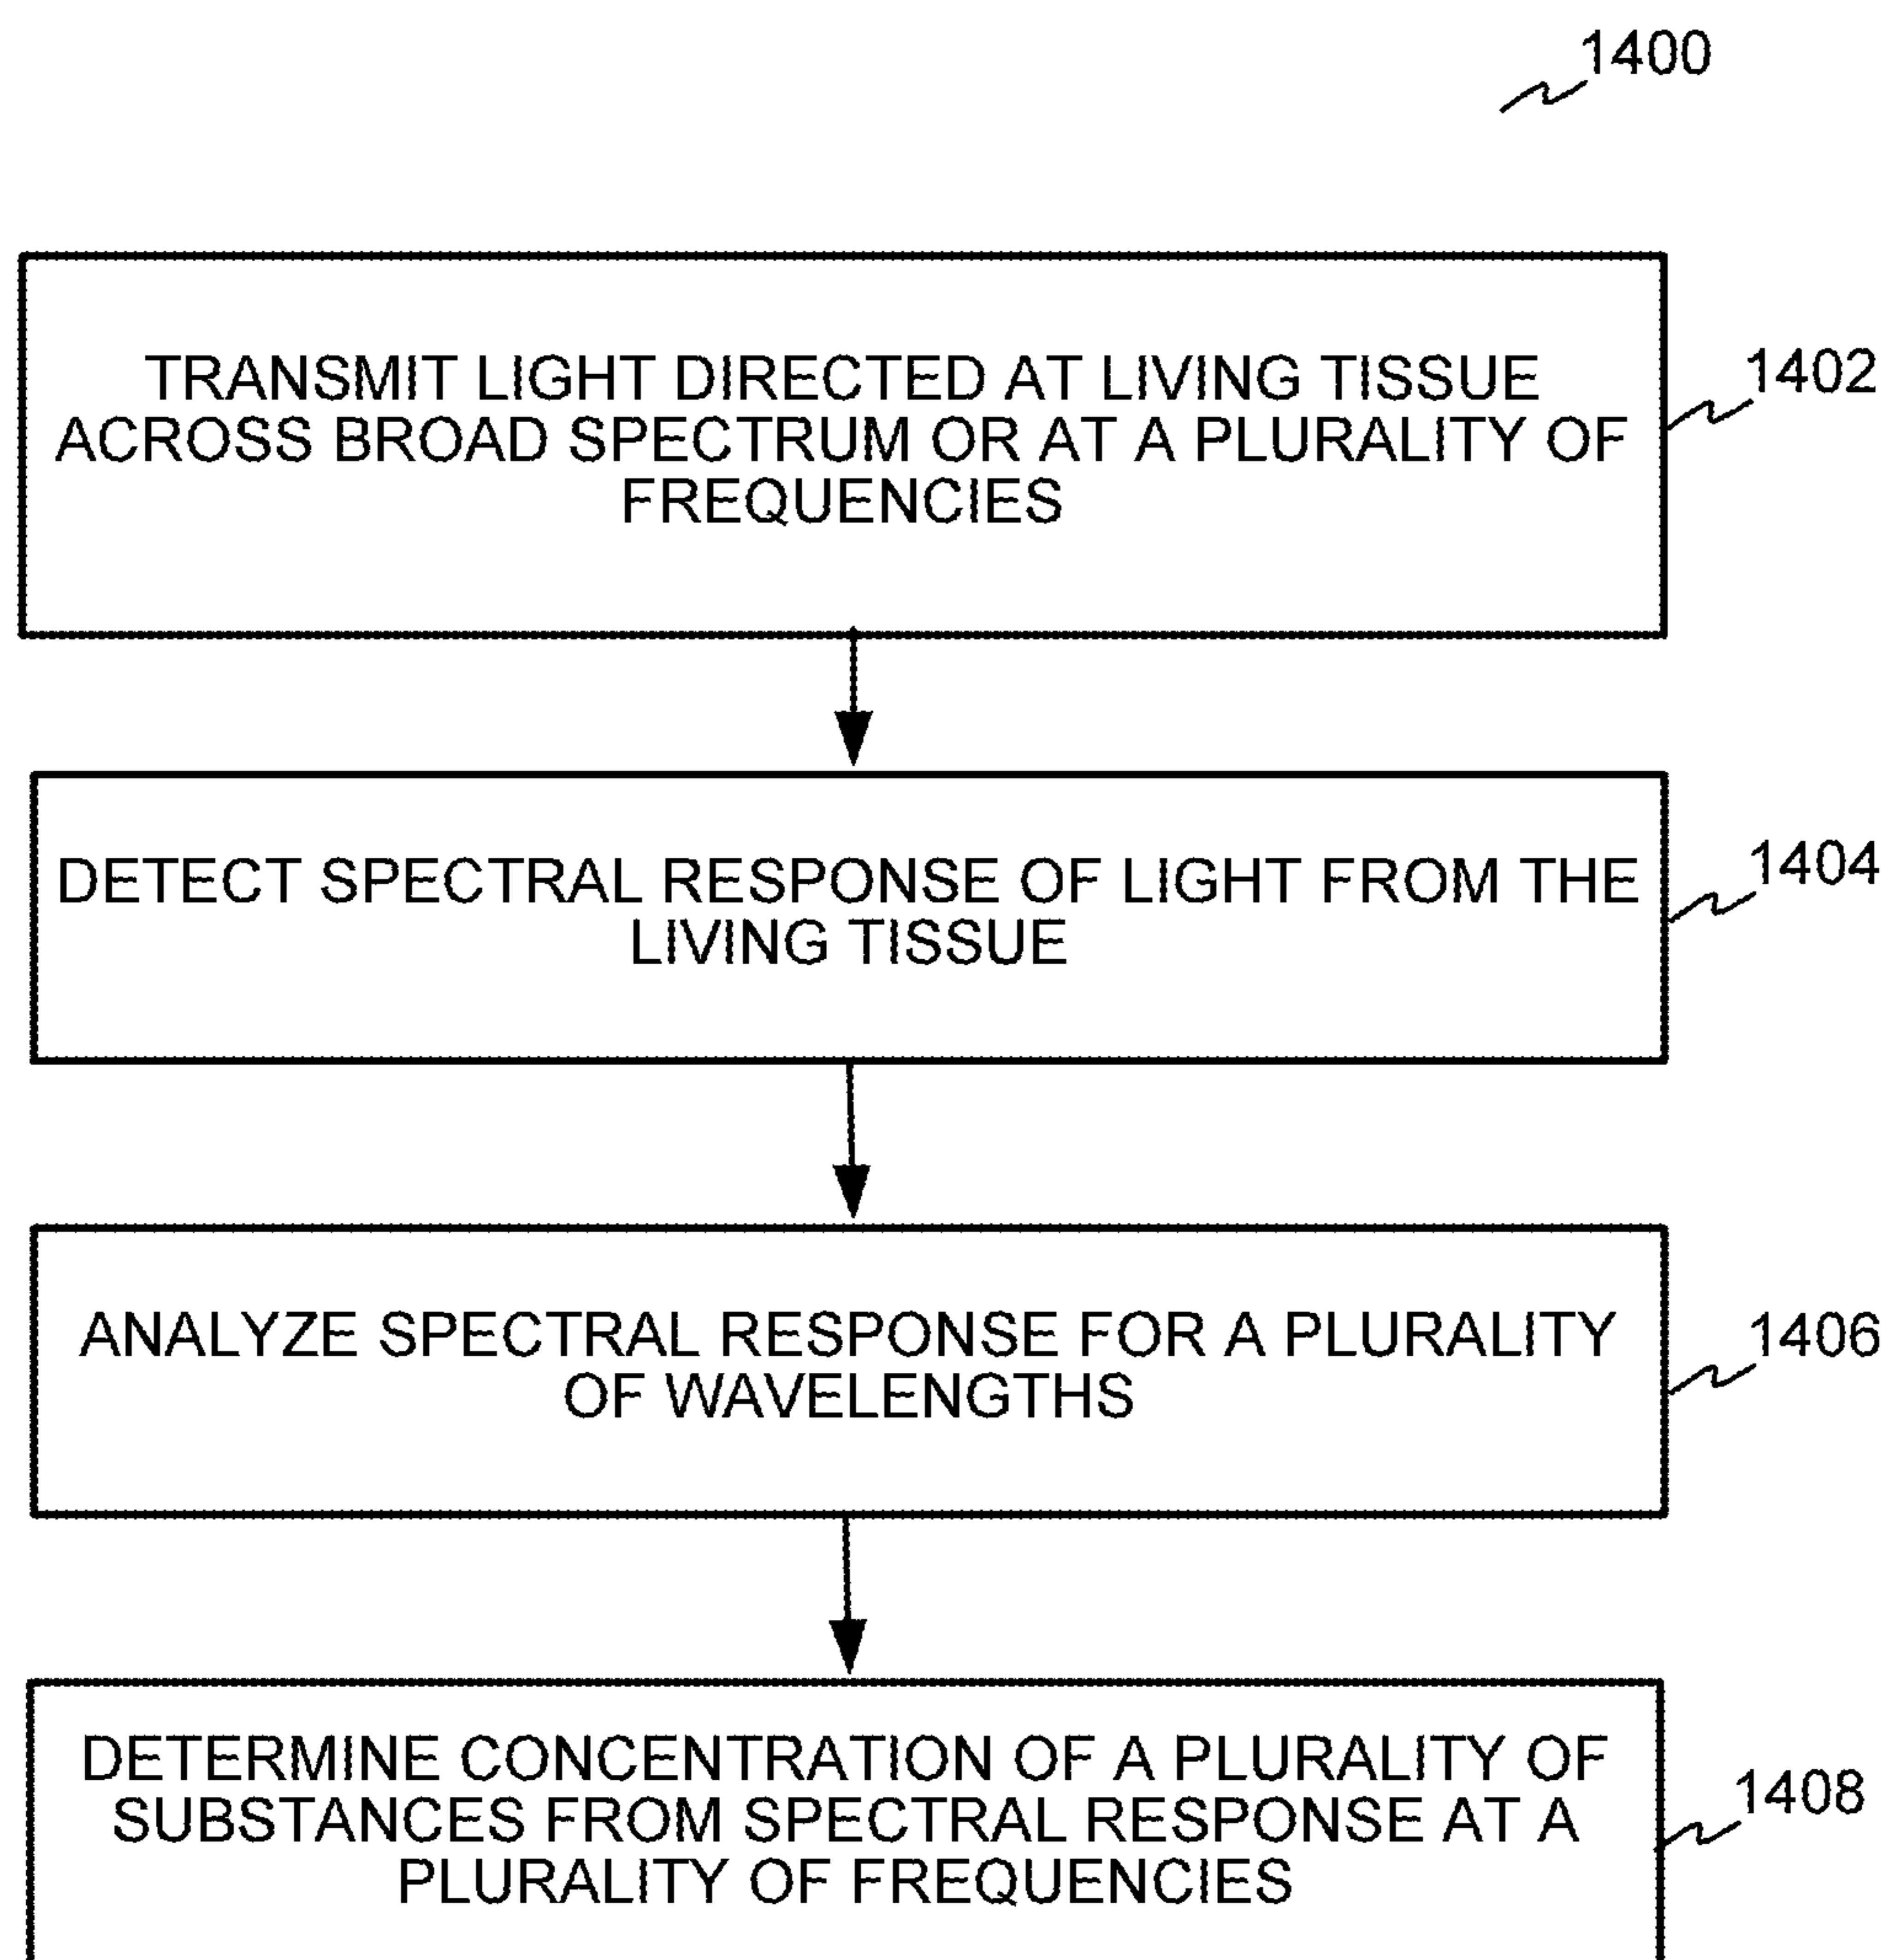 1400
TRANSMIT LIGHT DIRECTED AT LIVING TISSUE
ACROSS BROAD SPECTRUM OR AT A PLURALITY OF
FREQUENCIES
1402
DETECT SPECTRAL RESPONSE OF LIGHT FROM THE
LIVING TISSUE
1404
ANALYZE SPECTRAL RESPONSE FOR A PLURALITY
OF WAVELENGTHS
1406
DETERMINE CONCENTRATION OF A PLURALITY OF
SUBSTANCES FROM SPECTRAL RESPONSE AT A
PLURALITY OF FREQUENCIES
1408